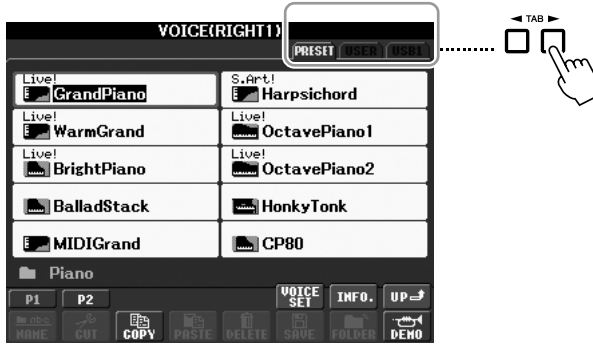 VOICE(RIGHT1)
PRESET USER USB1
◄ TAB ►
Live!
GrandPiano
S.Art!
Harpsichord
Live!
WarmGrand
Live!
OctavePiano1
Live!
BrightPiano
Live!
OctavePiano2
BalladStack
HonkyTonk
MIDIGrand
CP80
Piano
P1 P2 VOICE SET INFO. UP
NAME CUT COPY PASTE DELETE SAVE FOLDER DEMO